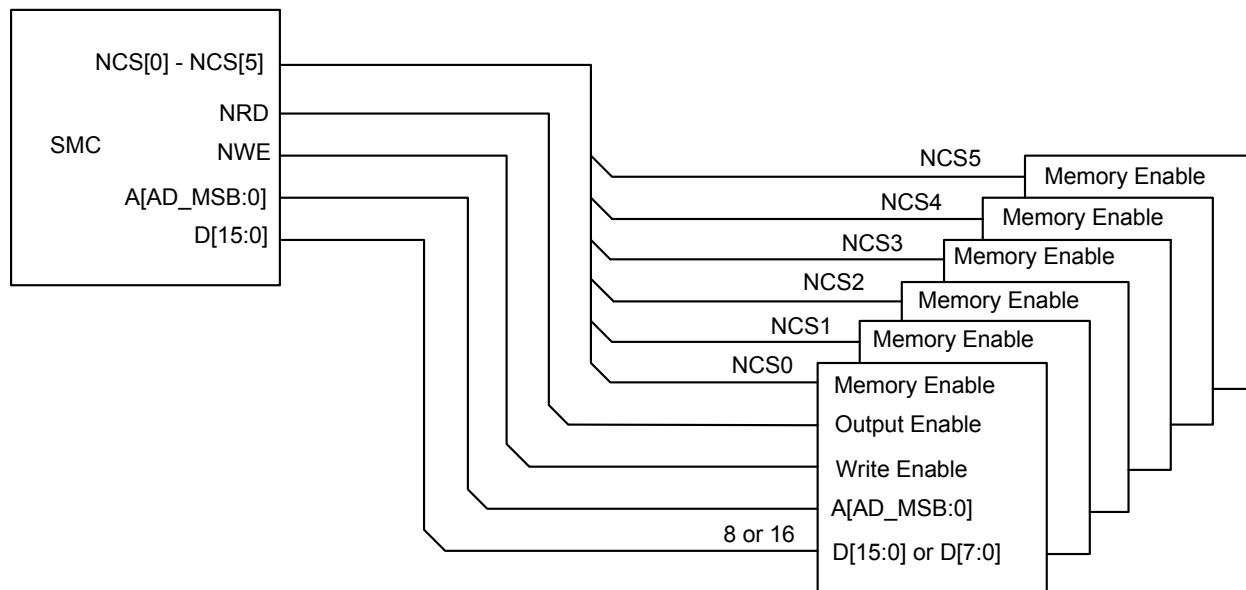 NCS[0] - NCS[5]
NRD
SMC
NWE
A[AD_MSB:0]
D[15:0]
NCS5
Memory Enable
NCS4
Memory Enable
NCS3
Memory Enable
NCS2
Memory Enable
NCS1
Memory Enable
NCS0
Memory Enable
Output Enable
Write Enable
A[AD_MSB:0]
8 or 16
D[15:0] or D[7:0]